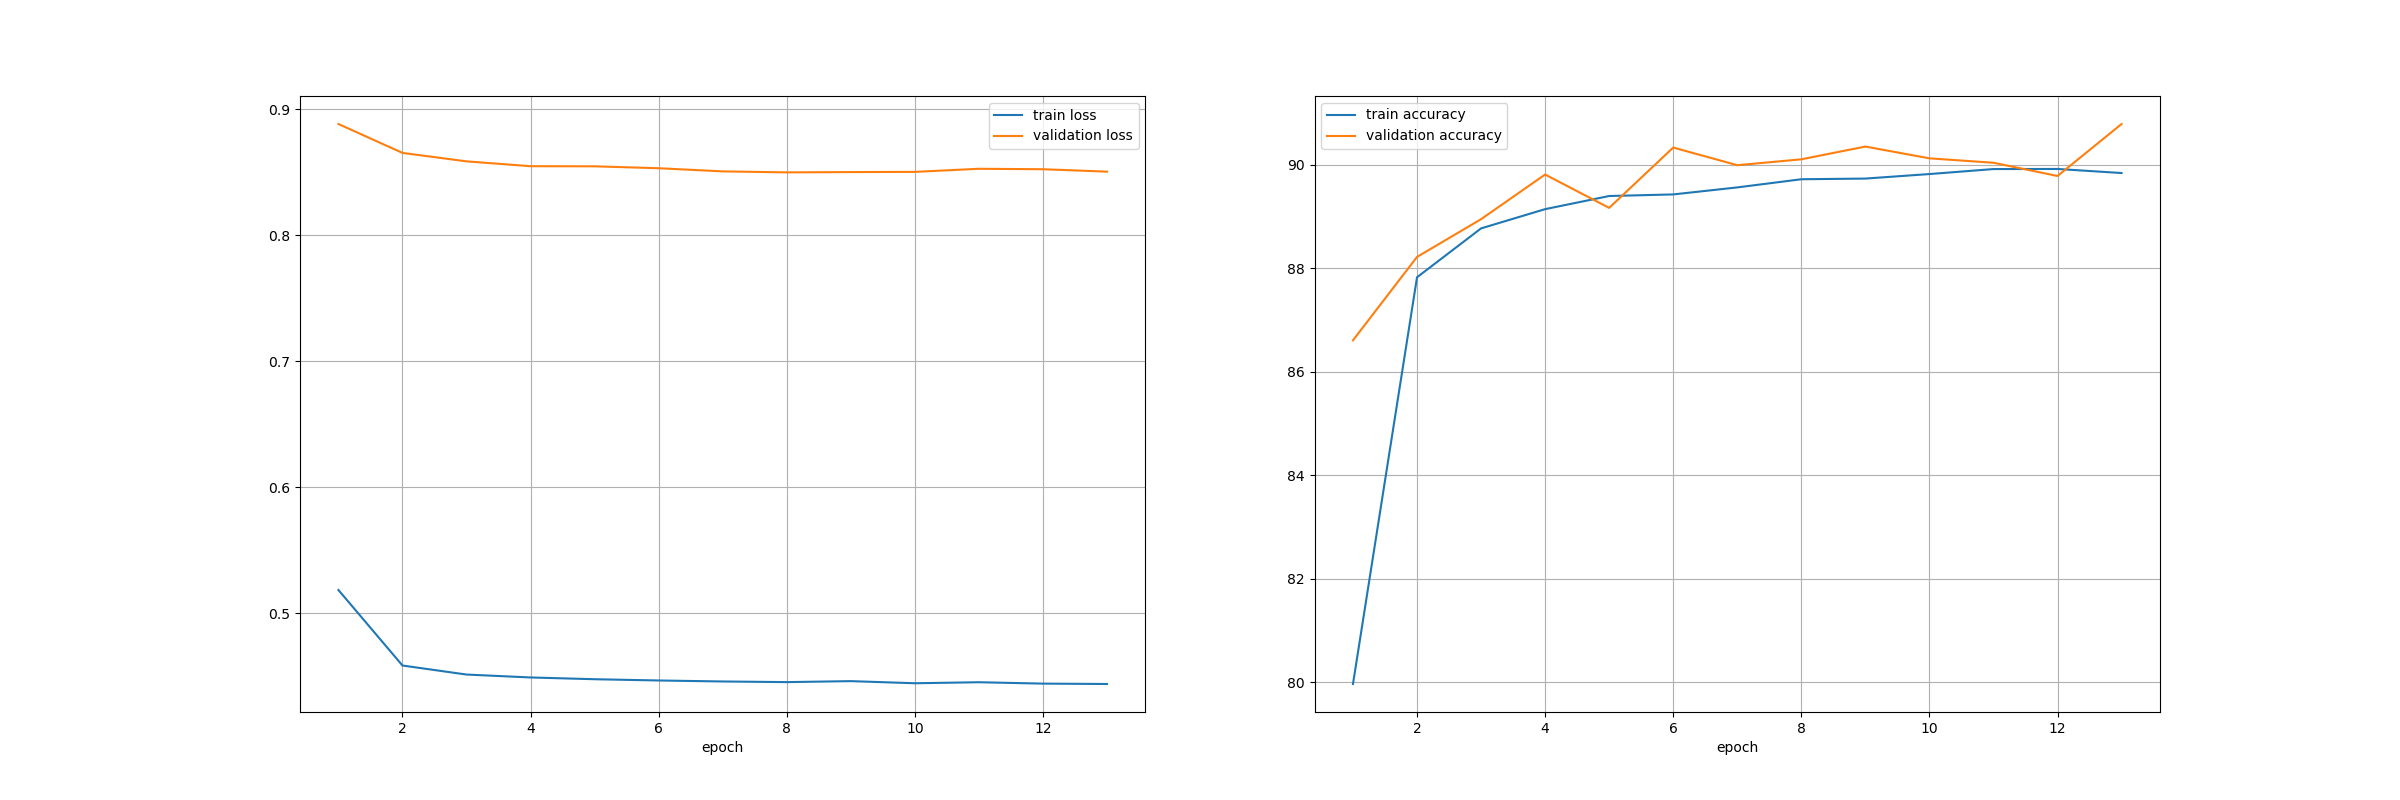 0.9
0.8
0.7
0.6
0.5
2 4 6 8 10 12
epoch
train loss
validation loss
90
88
86
84
82
80
2 4 6 8 10 12
epoch
train accuracy
validation accuracy